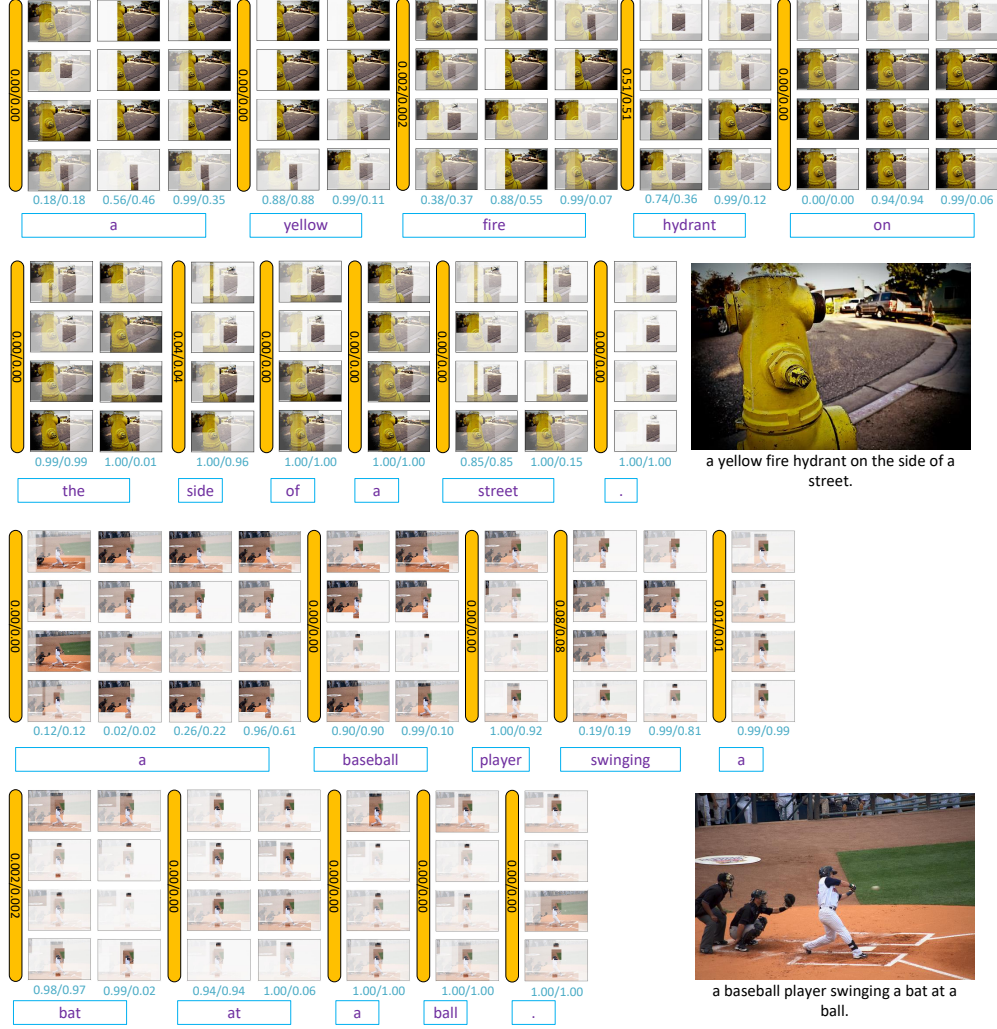 0.00/0.00 0.00/0.00 0.002/0.002 0.51/0.51 0.00/0.00
0.18/0.18 0.56/0.46 0.99/0.35 0.88/0.88 0.99/0.11 0.38/0.37 0.88/0.55 0.99/0.07 0.74/0.36 0.99/0.12 0.00/0.00 0.94/0.94 0.99/0.06
a yellow fire hydrant on
0.00/0.00 0.04/0.04 0.00/0.00 0.00/0.00 0.00/0.00 0.00/0.00
0.99/0.99 1.00/0.01 1.00/0.96 1.00/1.00 1.00/1.00 0.85/0.85 1.00/0.15 1.00/1.00
the side of a street .
a yellow fire hydrant on the side of a
street.
0.00/0.00 0.00/0.00 0.00/0.00 0.08/0.08 0.01/0.01
0.12/0.12 0.02/0.02 0.26/0.22 0.96/0.61 0.90/0.90 0.99/0.10 1.00/0.92 0.19/0.19 0.99/0.81 0.99/0.99
a baseball player swinging a
0.002/0.002 0.00/0.00 0.00/0.00 0.00/0.00 0.00/0.00
0.98/0.97 0.99/0.02 0.94/0.94 1.00/0.06 1.00/1.00 1.00/1.00 1.00/1.00
bat at a ball .
a baseball player swinging a bat at a
ball.